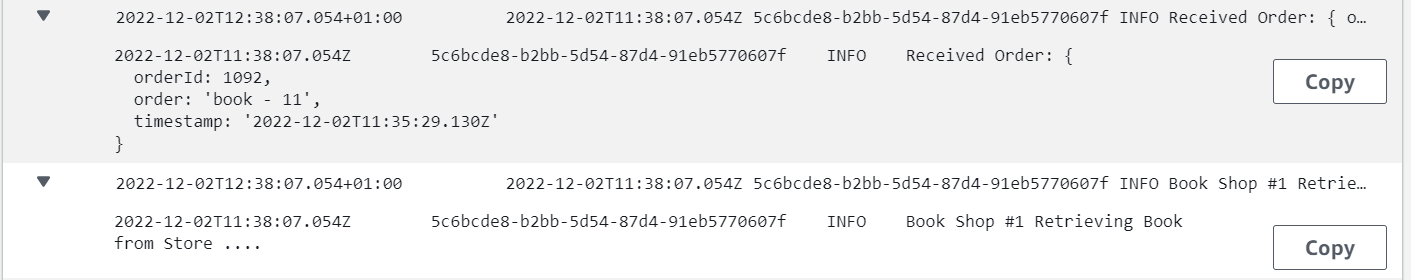 2022-12-02T12:38:07.054+01:00 2022-12-02T11:38:07.054Z 5c6bcde8-b2bb-5d54-87d4-91eb5770607f INFO Received Order: { o…
2022-12-02T11:38:07.054Z 5c6bcde8-b2bb-5d54-87d4-91eb5770607f INFO Received Order: {
orderId: 1092,
Copy
order: 'book - 11',
timestamp: '2022-12-02T11:35:29.130Z'
}
2022-12-02T12:38:07.054+01:00 2022-12-02T11:38:07.054Z 5c6bcde8-b2bb-5d54-87d4-91eb5770607f INFO Book Shop #1 Retrie…
2022-12-02T11:38:07.054Z 5c6bcde8-b2bb-5d54-87d4-91eb5770607f INFO Book Shop #1 Retrieving Book
from Store ....
Copy